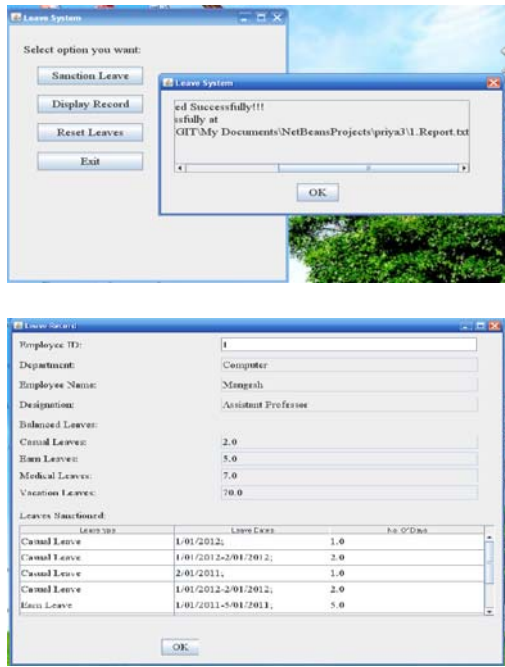 Leave System
Select option you want:
Sanction Leave
Display Record
Reset Leaves
Exit
Leave System
ed Successfully!!!
ssfully at
GIT\My Documents\NetBeansProjects\priya3\1.Report.txt
OK
Leave Record
Employee ID:
1
Department:
Computer
Employee Name:
Mangesh
Designation:
Assistant Professor
Balanced Leaves:
Casual Leaves:
2.0
Earn Leaves:
5.0
Medical Leaves:
7.0
Vacation Leaves:
70.0
Leaves Sanctioned:
Leave type Leave Dates No. Of Days
Casual Leave 1/01/2012; 1.0
Casual Leave 1/01/2012-2/01/2012; 2.0
Casual Leave 2/01/2011; 1.0
Casual Leave 1/01/2012-2/01/2012; 2.0
Earn Leave 1/01/2011-5/01/2011; 5.0
OK